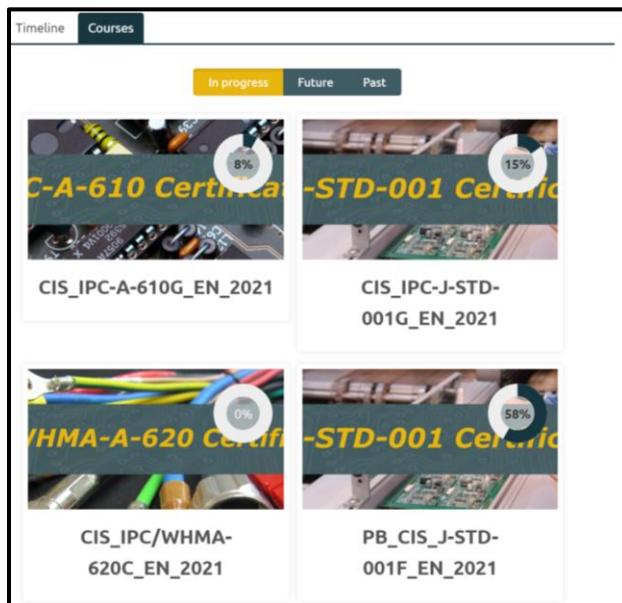 Timeline Courses
In progress Future Past
8%
C-A-610 Certificat
CIS_IPC-A-610G_EN_2021
15%
-STD-001 Certific
CIS_IPC-J-STD-
001G_EN_2021
0%
WHMA-A-620 Certifi
CIS_IPC/WHMA-
620C_EN_2021
58%
-STD-001 Certific
PB_CIS_J-STD-
001F_EN_2021